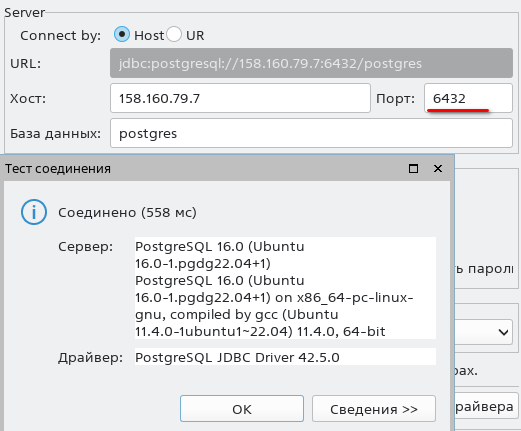 Server
Connect by: Host UR
URL: jdbc:postgresql://158.160.79.7:6432/postgres
Хост: 158.160.79.7 Порт: 6432
База данных: postgres
Тест соединения
Соединено (558 мс)
Сервер: PostgreSQL 16.0 (Ubuntu
16.0-1.pgdg22.04+1)
PostgreSQL 16.0 (Ubuntu
16.0-1.pgdg22.04+1) on x86_64-pc-linux-
gnu, compiled by gcc (Ubuntu
11.4.0-1ubuntu1~22.04) 11.4.0, 64-bit
ь парол
Драйвер: PostgreSQL JDBC Driver 42.5.0
рах.
ОК Сведения >> райвера